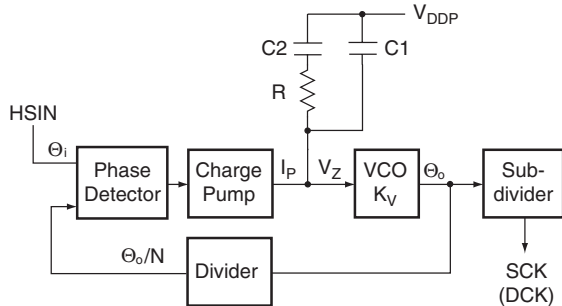 V_DDP
C2
C1
R
HSIN
Θi
Phase
Detector
Charge
Pump
I_P
V_Z
VCO
K_V
Θo
Sub-
divider
Θo/N
Divider
SCK
(DCK)